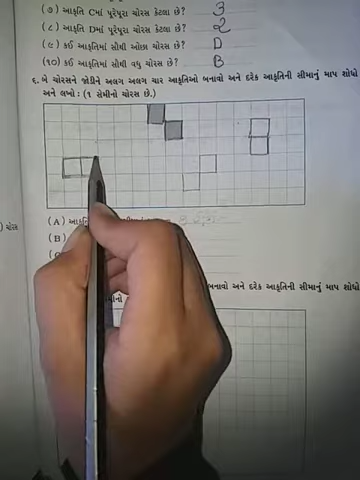 (૭) આકૃતિ Cમાં પૂરેપૂરા ચોરસ કેટલા છે? 3
(૮) આકૃતિ Dમાં પૂરેપૂરા ચોરસ કેટલા છે? 2
(૯) કઈ આકૃતિમાં સૌથી ઓછા ચોરસ છે? D
(૧૦) કઈ આકૃતિમાં સૌથી વધુ ચોરસ છે? B
૬. બે ચોરસને જોડીને અલગ અલગ ચાર આકૃતિઓ બનાવો અને દરેક આકૃતિની સીમાનું માપ શોધો
અને લખો: (૧ સેમીનો ચોરસ છે.)
) ચોરસ
(A)
(B)
બનાવો અને દરેક આકૃતિની સીમાનું માપ શોધો